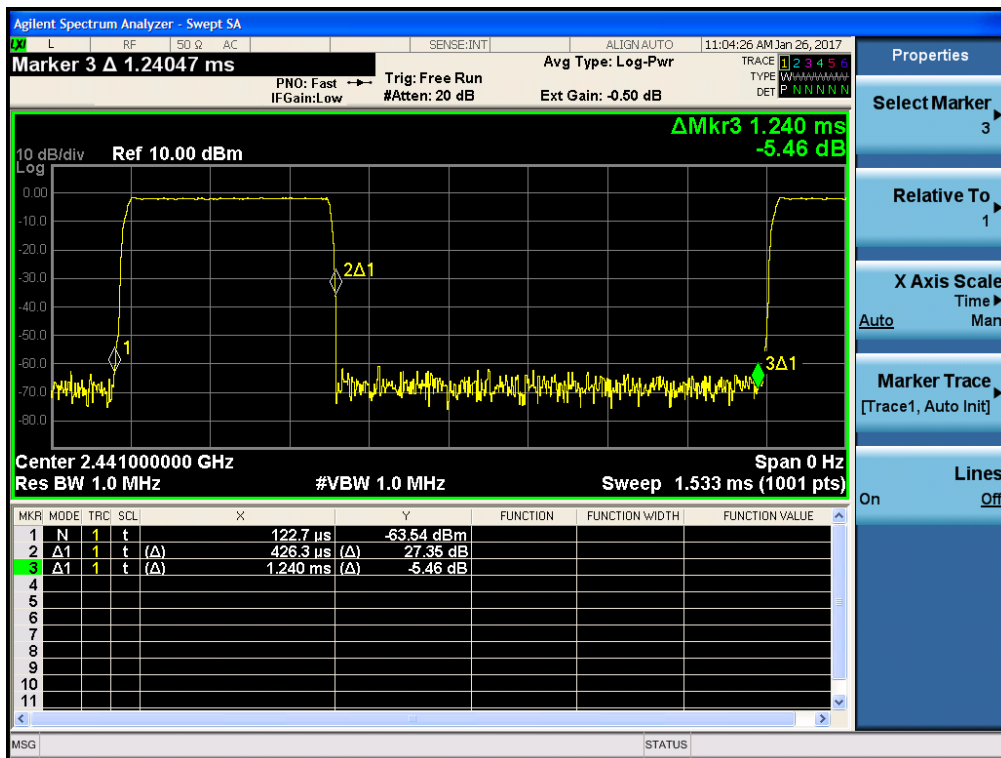 Agilent Spectrum Analyzer - Swept SA
LXI L RF 50 Ω AC SENSE:INT ALIGN AUTO 11:04:26 AM Jan 26, 2017
Marker 3 Δ 1.24047 ms
PNO: Fast
IFGain:Low
Trig: Free Run
#Atten: 20 dB
Avg Type: Log-Pwr
Ext Gain: -0.50 dB
TRACE 1 2 3 4 5 6
TYPE W
DET P N N N N N
ΔMkr3 1.240 ms
-5.46 dB
10 dB/div Ref 10.00 dBm
Log
0.00
-10.0
-20.0
-30.0
-40.0
-50.0
-60.0
-70.0
-80.0
1
2Δ1
3Δ1
Center 2.441000000 GHz Span 0 Hz
Res BW 1.0 MHz #VBW 1.0 MHz Sweep 1.533 ms (1001 pts)
MKR MODE TRC SCL X Y FUNCTION FUNCTION WIDTH FUNCTION VALUE
1 N 1 t 122.7 µs -63.54 dBm
2 Δ1 1 t (Δ) 426.3 µs (Δ) 27.35 dB
3 Δ1 1 t (Δ) 1.240 ms (Δ) -5.46 dB
4
5
6
7
8
9
10
11
MSG STATUS
Properties
Select Marker
3
Relative To
1
X Axis Scale
Time
Auto Man
Marker Trace
[Trace1, Auto Init]
Lines
On Off